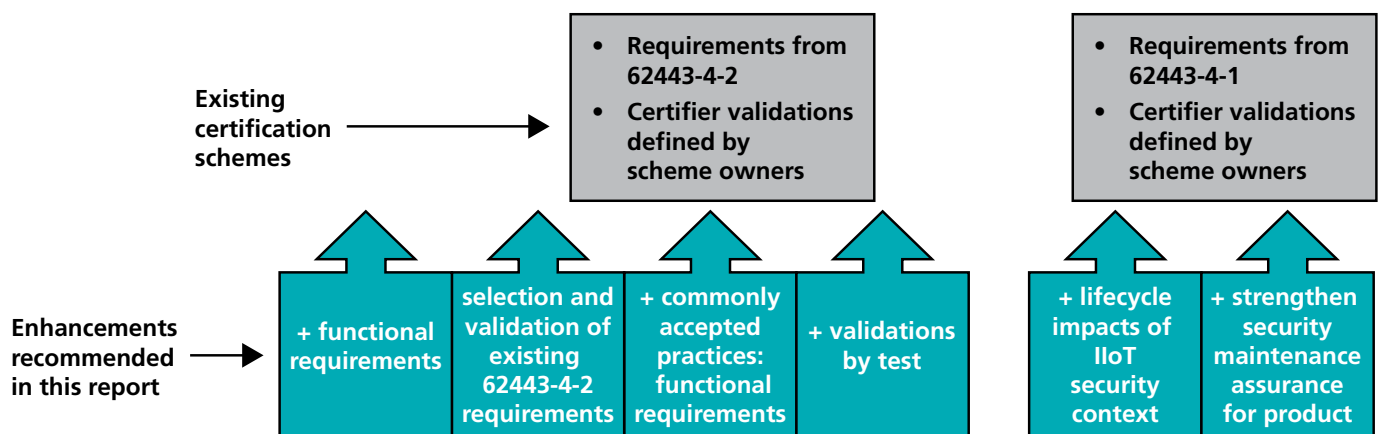 Existing
certification
schemes
• Requirements from
62443-4-2
• Certifier validations
defined by
scheme owners
• Requirements from
62443-4-1
• Certifier validations
defined by
scheme owners
Enhancements
recommended
in this report
+ functional
requirements
selection and
validation of
existing
62443-4-2
requirements
+ commonly
accepted
practices:
functional
requirements
+ validations
by test
+ lifecycle
impacts of
IIoT
security
context
+ strengthen
security
maintenance
assurance
for product